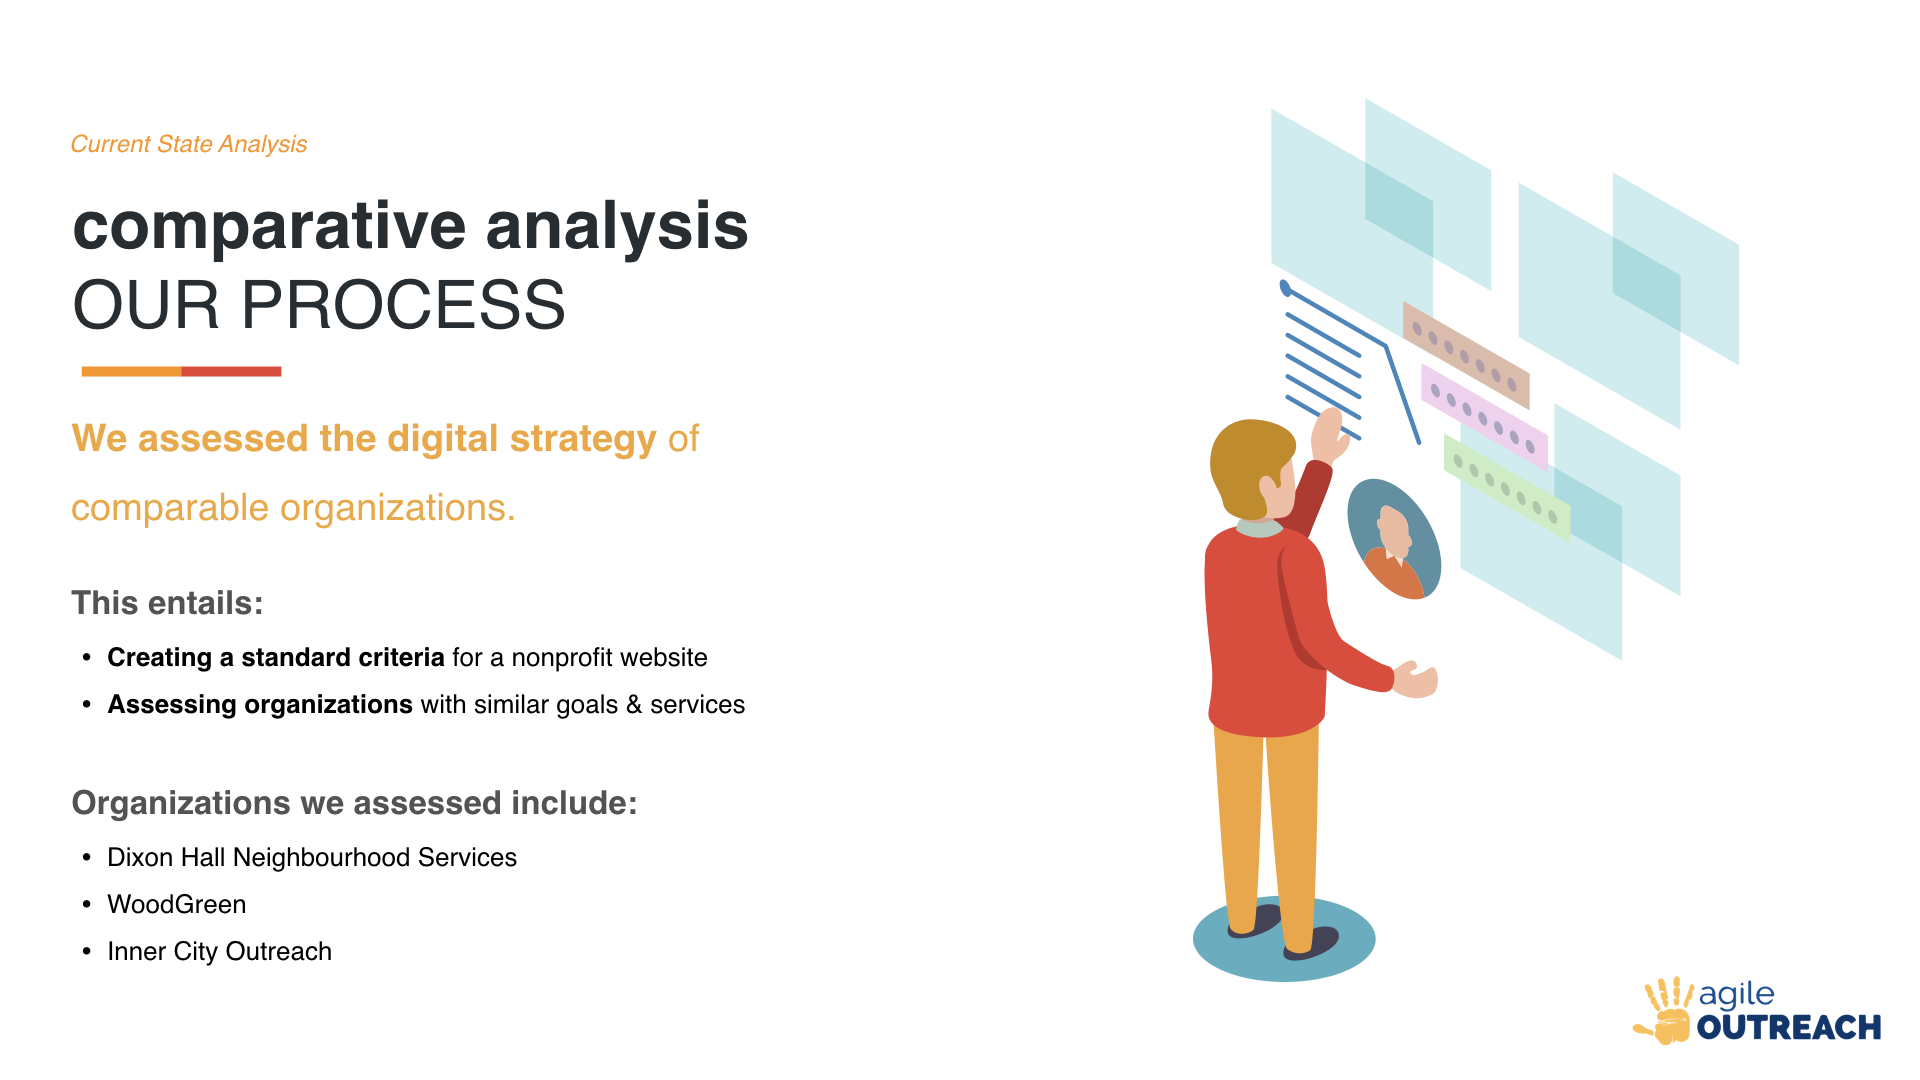 Current State Analysis
comparative analysis
OUR PROCESS
We assessed the digital strategy of
comparable organizations.
This entails:
• Creating a standard criteria for a nonprofit website
• Assessing organizations with similar goals & services
Organizations we assessed include:
• Dixon Hall Neighbourhood Services
• WoodGreen
• Inner City Outreach
agile
OUTREACH